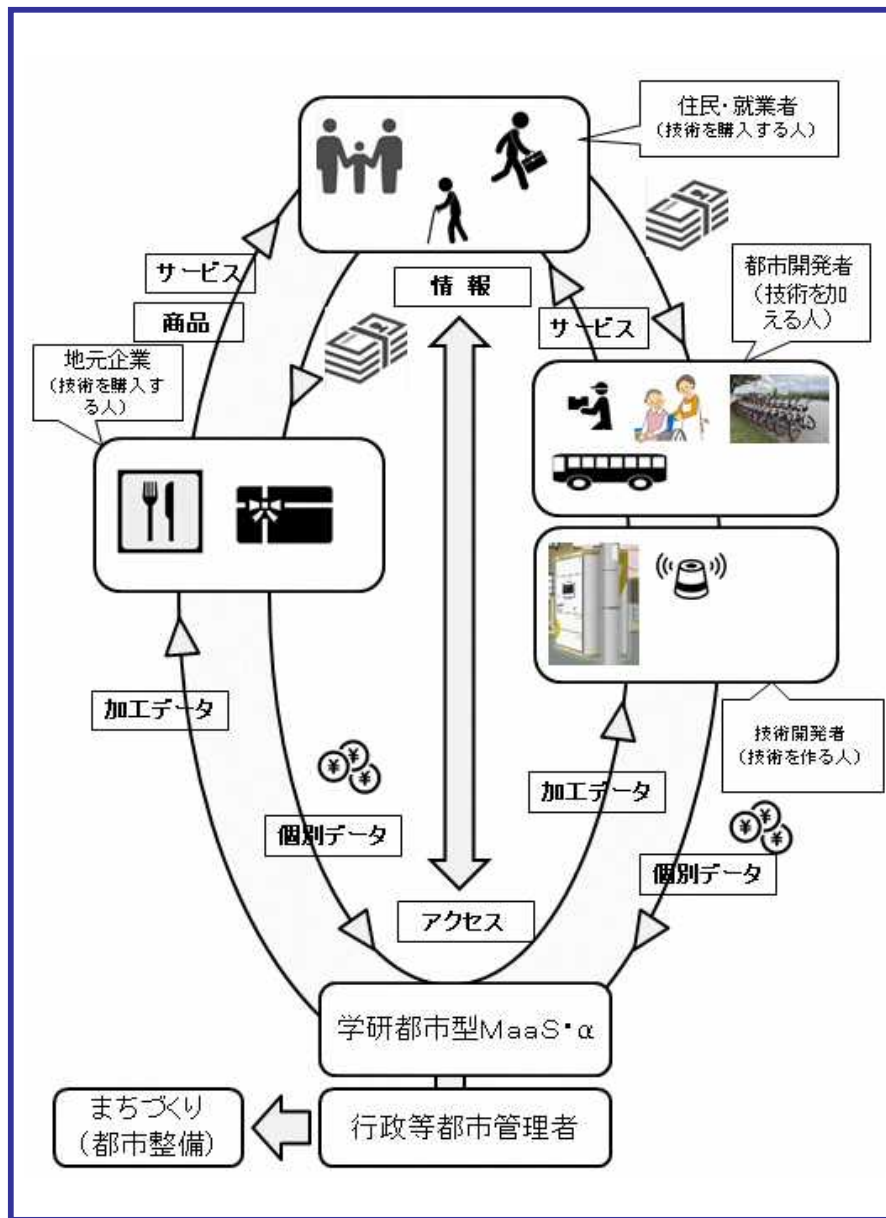 住民・就業者
(技術を購入する人)
都市開発者
(技術を加
える人)
サービス
情 報
商品
サービス
地元企業
(技術を購入す
る人)
加工データ
技術開発者
(技術を作る人)
加工データ
個別データ
個別データ
アクセス
学研都市型MaaS・α
まちづくり
(都市整備)
行政等都市管理者